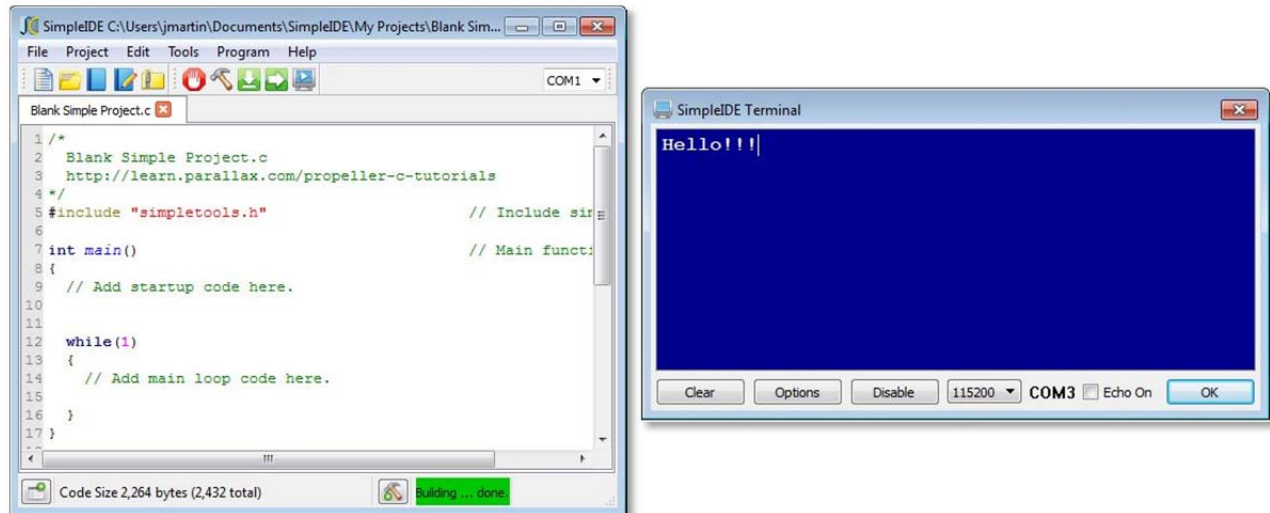 SimpleIDE C:\Users\jmartin\Documents\SimpleIDE\My Projects\Blank Sim...
File Project Edit Tools Program Help
COM1
Blank Simple Project.c
1 /*
2   Blank Simple Project.c
3   http://learn.parallax.com/propeller-c-tutorials
4 */
5 #include "simpletools.h"                      // Include sim
6
7 int main()                                    // Main functi
8 {
9   // Add startup code here.
10
11
12   while(1)
13   {
14     // Add main loop code here.
15
16   }
17 }
Code Size 2,264 bytes (2,432 total)
Building ... done.
SimpleIDE Terminal
Hello!!!
Clear Options Disable 115200 COM3 Echo On OK